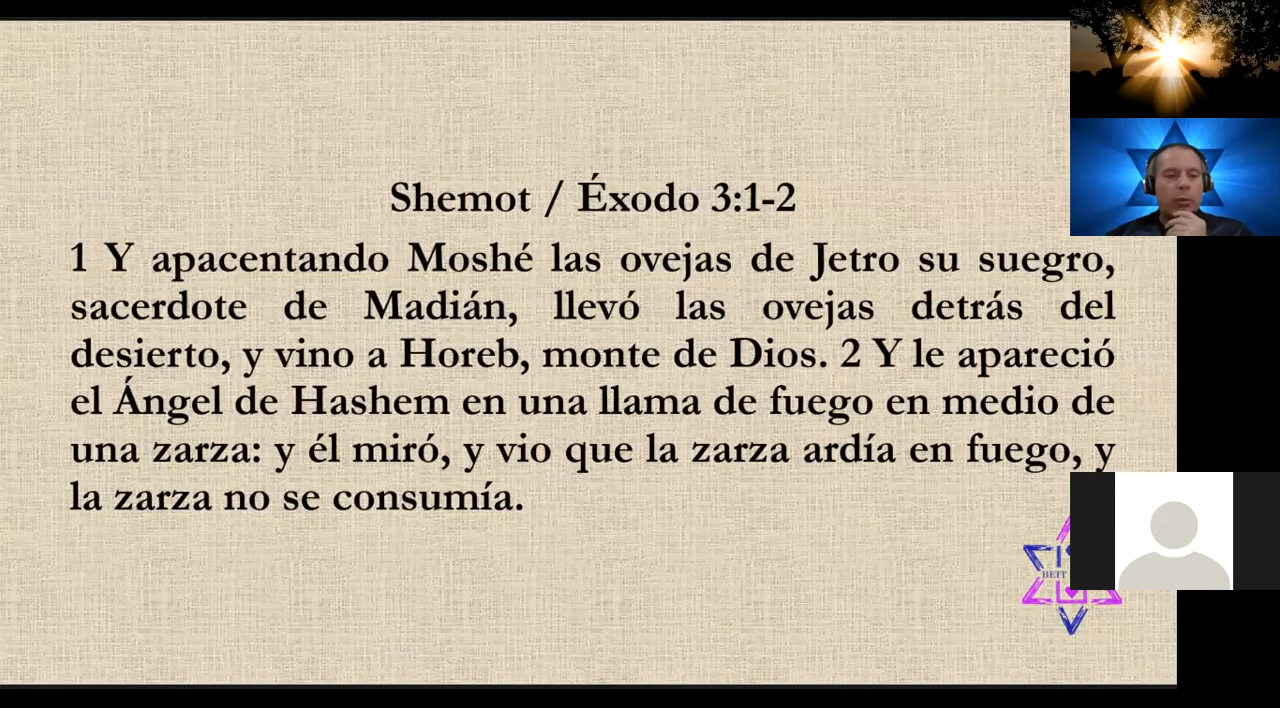 Shemot / Éxodo 3:1-2
1 Y apacentando Moshé las ovejas de Jetro su suegro,
sacerdote de Madián, llevó las ovejas detrás del
desierto, y vino a Horeb, monte de Dios. 2 Y le apareció
el Ángel de Hashem en una llama de fuego en medio de
una zarza: y él miró, y vio que la zarza ardía en fuego, y
la zarza no se consumía.
BEIT